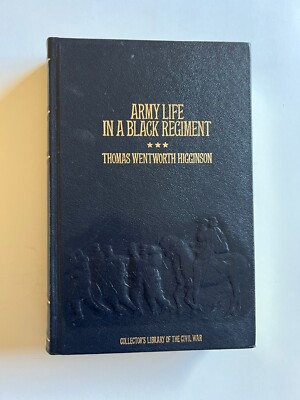 ARMY LIFE
IN A BLACK REGIMENT
★★★
THOMAS WENTWORTH HIGGINSON
COLLECTOR'S LIBRARY OF THE CIVIL WAR